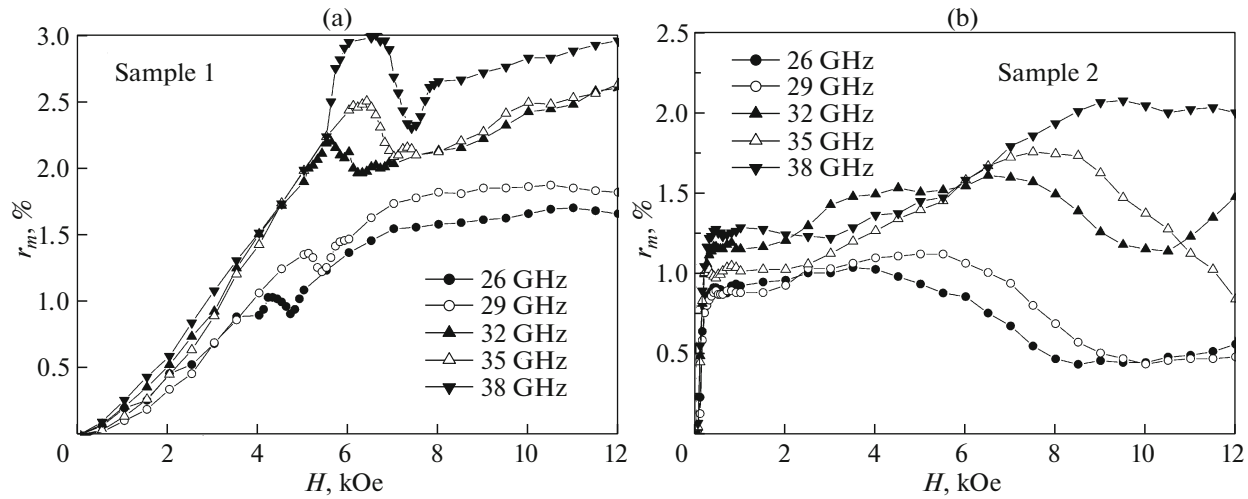 (a)
3.0
2.5
2.0
1.5
1.0
0.5
0 2 4 6 8 10 12
r_m, %
H, kOe
Sample 1
26 GHz
29 GHz
32 GHz
35 GHz
38 GHz
(b)
2.5
2.0
1.5
1.0
0.5
0 2 4 6 8 10 12
r_m, %
H, kOe
26 GHz
29 GHz
32 GHz
35 GHz
38 GHz
Sample 2